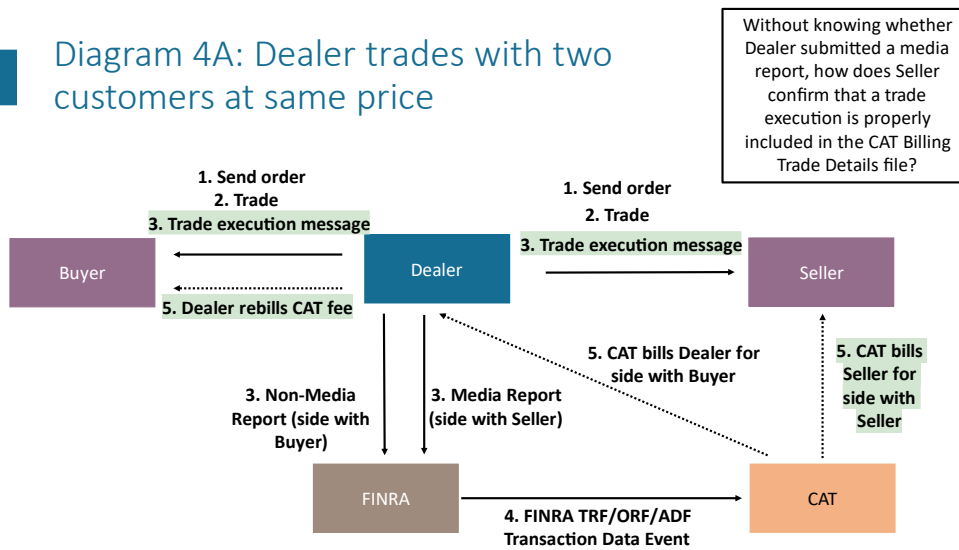 Diagram 4A: Dealer trades with two
customers at same price
Without knowing whether
Dealer submitted a media
report, how does Seller
confirm that a trade
execution is properly
included in the CAT Billing
Trade Details file?
1. Send order
2. Trade
3. Trade execution message
1. Send order
2. Trade
3. Trade execution message
Buyer
Dealer
Seller
5. Dealer rebills CAT fee
5. CAT bills Dealer for
side with Buyer
5. CAT bills
Seller for
side with
Seller
3. Non-Media
Report (side with
Buyer)
3. Media Report
(side with Seller)
FINRA
CAT
4. FINRA TRF/ORF/ADF
Transaction Data Event